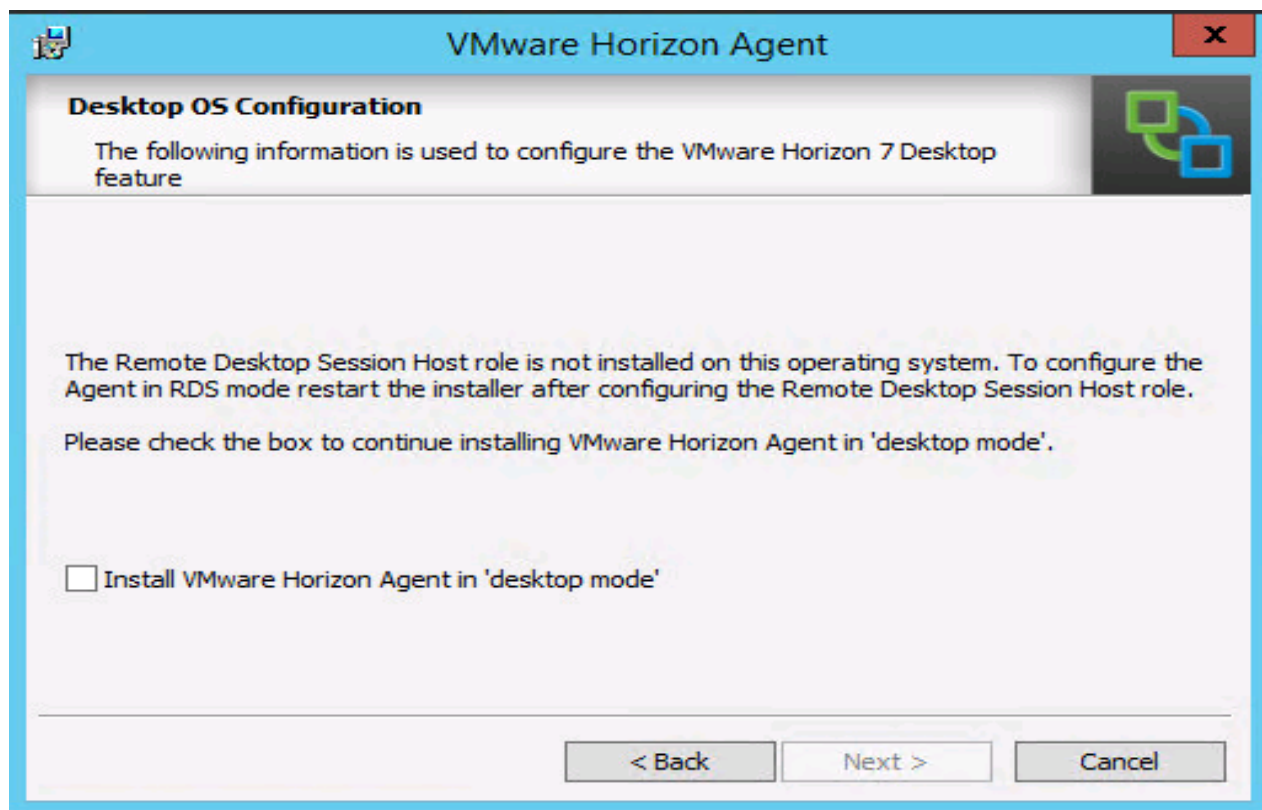 VMware Horizon Agent
x
Desktop OS Configuration
The following information is used to configure the VMware Horizon 7 Desktop
feature
The Remote Desktop Session Host role is not installed on this operating system. To configure the
Agent in RDS mode restart the installer after configuring the Remote Desktop Session Host role.
Please check the box to continue installing VMware Horizon Agent in 'desktop mode'.
Install VMware Horizon Agent in 'desktop mode'
< Back
Next >
Cancel